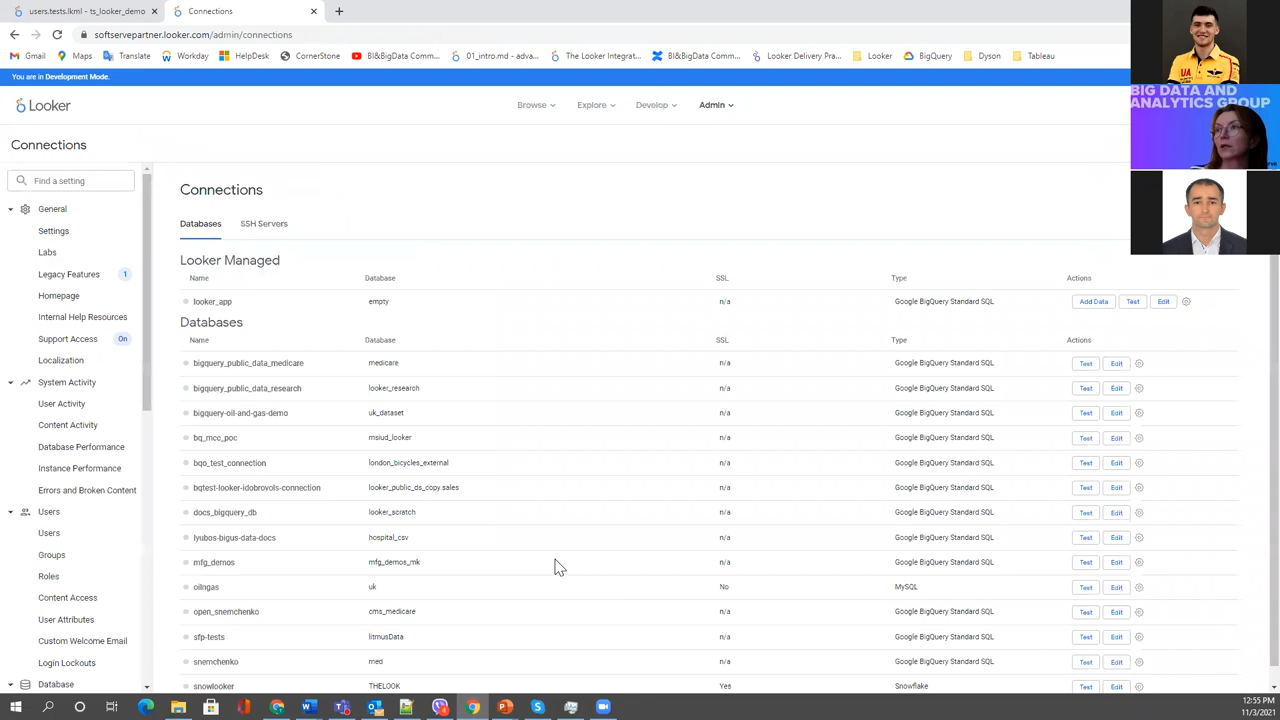 users.tests.lkml - ts_looker_demo
Connections
softservepartner.looker.com/admin/connections
Gmail
Maps
Translate
Workday
HelpDesk
CornerStone
BI&BigData Comm...
01_intro.md - adva...
The Looker Integrat...
BI&BigData Comm...
Looker Delivery Pra...
Looker
BigQuery
Dyson
Tableau
You are in Development Mode.
Looker
Browse
Explore
Develop
Admin
BIG DATA AND
ANALYTICS GROUP
UA
Connections
Find a setting
General
Settings
Labs
Legacy Features 1
Homepage
Internal Help Resources
Support Access On
Localization
System Activity
User Activity
Content Activity
Database Performance
Instance Performance
Errors and Broken Content
Users
Users
Groups
Roles
Content Access
User Attributes
Custom Welcome Email
Login Lockouts
Database
Connections
Databases SSH Servers
Looker Managed
Name Database SSL Type Actions
looker_app empty n/a Google BigQuery Standard SQL Add Data Test Edit
Databases
Name Database SSL Type Actions
bigquery_public_data_medicare medicare n/a Google BigQuery Standard SQL Test Edit
bigquery_public_data_research looker_research n/a Google BigQuery Standard SQL Test Edit
bigquery-oil-and-gas-demo uk_dataset n/a Google BigQuery Standard SQL Test Edit
bq_mcc_poc msiud_looker n/a Google BigQuery Standard SQL Test Edit
bqo_test_connection london_bicycles_external n/a Google BigQuery Standard SQL Test Edit
bqtest-looker-idobrovols-connection looker_public_ds_copy.sales n/a Google BigQuery Standard SQL Test Edit
docs_bigquery_db looker_scratch n/a Google BigQuery Standard SQL Test Edit
lyubos-bigus-data-docs hospital_csv n/a Google BigQuery Standard SQL Test Edit
mfg_demos mfg_demos_mk n/a Google BigQuery Standard SQL Test Edit
oilngas uk No MySQL Test Edit
open_snemchenko cms_medicare n/a Google BigQuery Standard SQL Test Edit
sfp-tests litmusData n/a Google BigQuery Standard SQL Test Edit
snemchenko med n/a Google BigQuery Standard SQL Test Edit
snowlooker THELOOK Yes Snowflake Test Edit
12:55 PM
11/3/2021